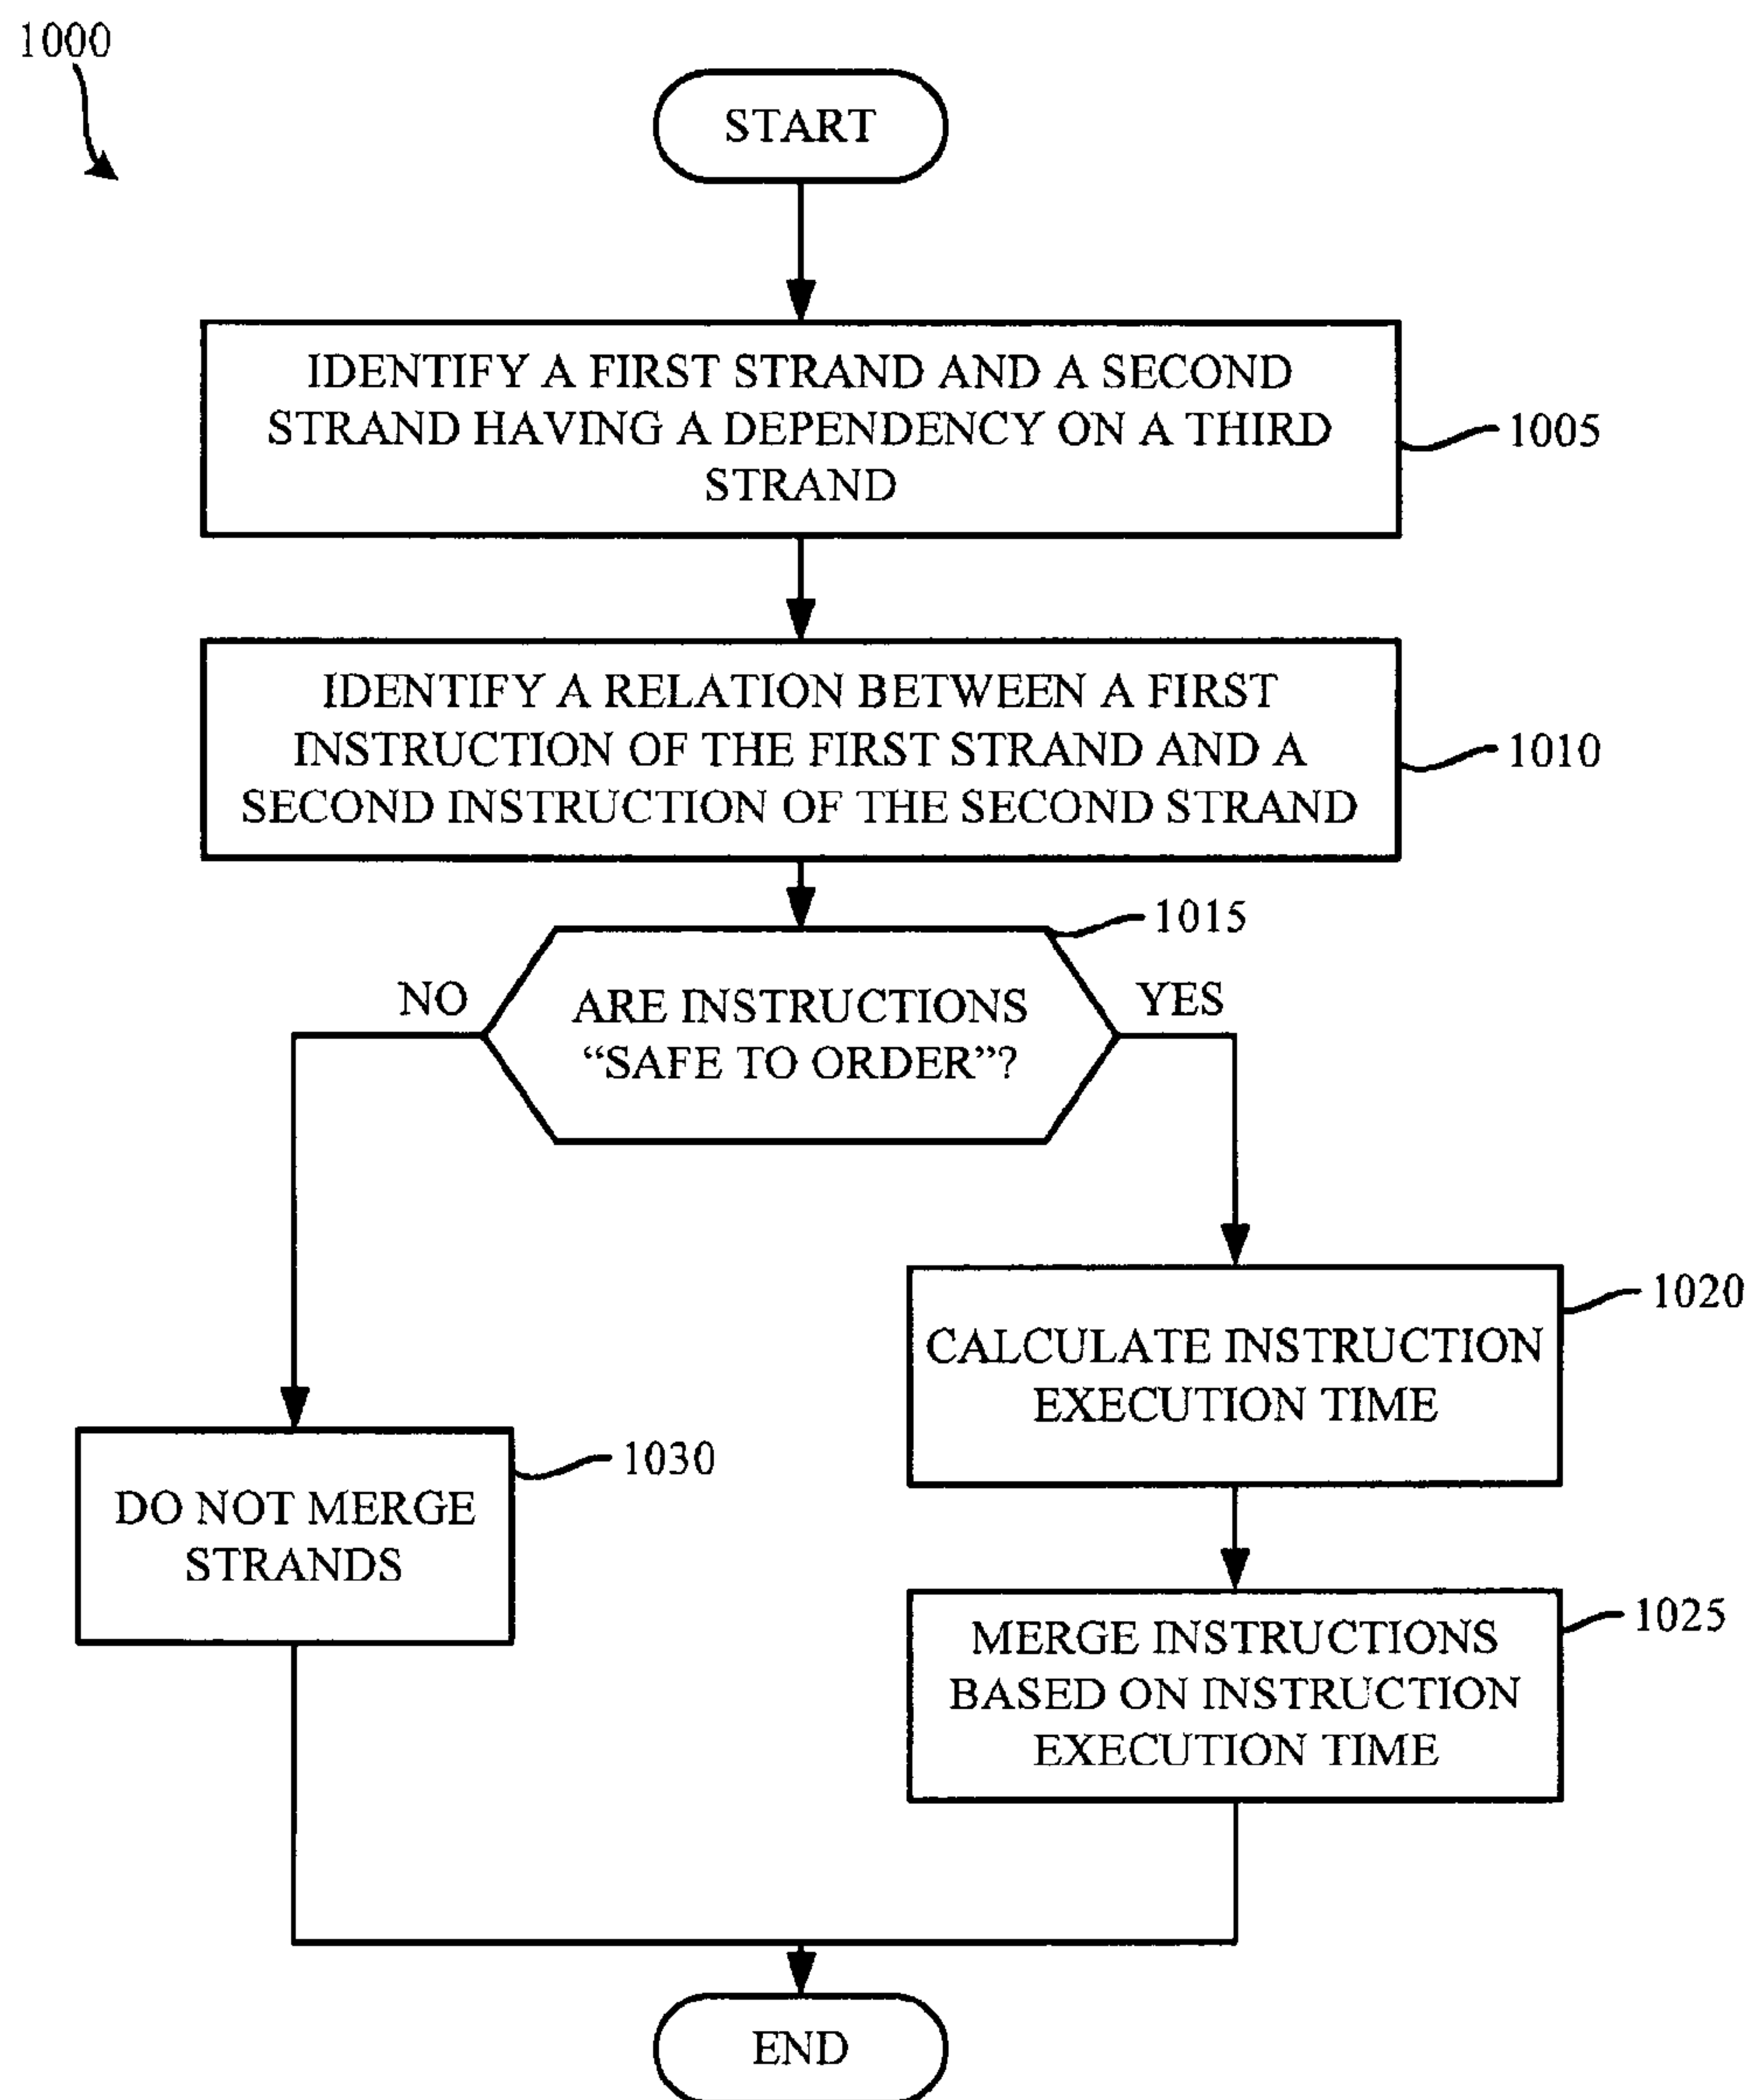 1000
START
IDENTIFY A FIRST STRAND AND A SECOND
STRAND HAVING A DEPENDENCY ON A THIRD
STRAND
1005
IDENTIFY A RELATION BETWEEN A FIRST
INSTRUCTION OF THE FIRST STRAND AND A
SECOND INSTRUCTION OF THE SECOND STRAND
1010
1015
NO
ARE INSTRUCTIONS
“SAFE TO ORDER”?
YES
1020
CALCULATE INSTRUCTION
EXECUTION TIME
1030
DO NOT MERGE
STRANDS
1025
MERGE INSTRUCTIONS
BASED ON INSTRUCTION
EXECUTION TIME
END